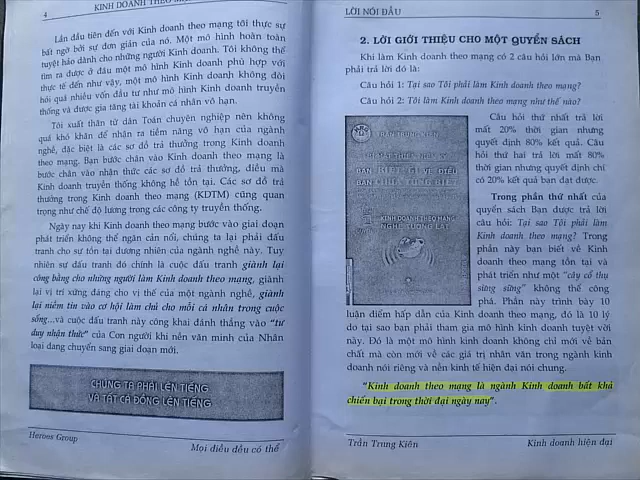 4
KINH DOANH THEO
Lần đầu tiên đến với Kinh doanh theo mạng tôi thực sự
bất ngờ bởi sự đơn giản của nó. Một mô hình hoàn toàn
tuyệt hảo dành cho những người Kinh doanh. Tôi không thể
tìm ra được ở đâu một mô hình Kinh doanh phù hợp với
thực tế đến như vậy, một mô hình Kinh doanh không đòi
hỏi quá nhiều vốn đầu tư như mô hình Kinh doanh truyền
thống và được gia tăng tài khoản cá nhân vô hạn.
Tôi xuất thân từ dân Toán chuyên nghiệp nên không
quá khó khăn để nhận ra tiềm năng vô hạn của ngành
nghề, đặc biệt là các sơ đồ trả thưởng trong Kinh doanh
theo mạng. Bạn bước chân vào Kinh doanh theo mạng là
bước chân vào nhận thức các sơ đồ trả thưởng, điều mà
Kinh doanh truyền thống không hề tồn tại. Các sơ đồ trả
thưởng trong Kinh doanh theo mạng (KDTM) cũng quan
trọng như chế độ lương trong các công ty truyền thống.
Ngày nay khi Kinh doanh theo mạng bước vào giai đoạn
phát triển không thể ngăn cản nổi, chúng ta lại phải đấu
tranh cho sự tồn tại đương nhiên của ngành nghề này. Tuy
nhiên sự đấu tranh đó chính là cuộc đấu tranh giành lại
công bằng cho những người làm Kinh doanh theo mạng, giành
lại vị trí xứng đáng cho vị thế của một ngành nghề, giành
lại niềm tin vào cơ hội làm chủ cho mỗi cá nhân trong cuộc
sống...và cuộc đấu tranh này công khai đánh thẳng vào “tư
duy nhận thức” của Con người khi nền văn minh của Nhân
loại đang chuyển sang giai đoạn mới.
CHÚNG TA PHẢI LÊN TIẾNG
VÀ TẤT CẢ ĐỒNG LÊN TIẾNG
Heroes Group
Mọi điều đều có thể
LỜI NÓI ĐẦU
5
2. LỜI GIỚI THIỆU CHO MỘT QUYỂN SÁCH
Khi làm Kinh doanh theo mạng có 2 câu hỏi lớn mà Bạn
phải trả lời đó là:
Câu hỏi 1: Tại sao Tôi phải làm Kinh doanh theo mạng?
Câu hỏi 2: Tôi làm Kinh doanh theo mạng như thế nào?
Câu hỏi thứ nhất trả lời
mất 20% thời gian nhưng
quyết định 80% kết quả. Câu
hỏi thứ hai trả lời mất 80%
thời gian nhưng quyết định chỉ
có 20% kết quả bạn đạt được.
TRẦN TRUNG KIÊN
KINH DOANH THEO MẠNG
NGHỀ TƯƠNG LAI
Trong phần thứ nhất của
quyển sách Bạn được trả lời
câu hỏi: Tại sao Tôi phải làm
Kinh doanh theo mạng? Trong
phần này bạn biết về Kinh
doanh theo mạng tồn tại và
phát triển như một “cây cổ thụ
sừng sững” không thể công
phá. Phần này trình bày 10
luận điểm hấp dẫn của Kinh doanh theo mạng, đó là 10 lý
do tại sao bạn phải tham gia mô hình kinh doanh tuyệt vời
này. Đó là một mô hình kinh doanh không chỉ mới về bản
chất mà còn mới về các giá trị nhân văn trong ngành kinh
doanh nói riêng và nền kinh tế hiện đại nói chung.
“Kinh doanh theo mạng là ngành Kinh doanh bất khả
chiến bại trong thời đại ngày nay”.
Trần Trung Kiên
Kinh doanh hiện đại